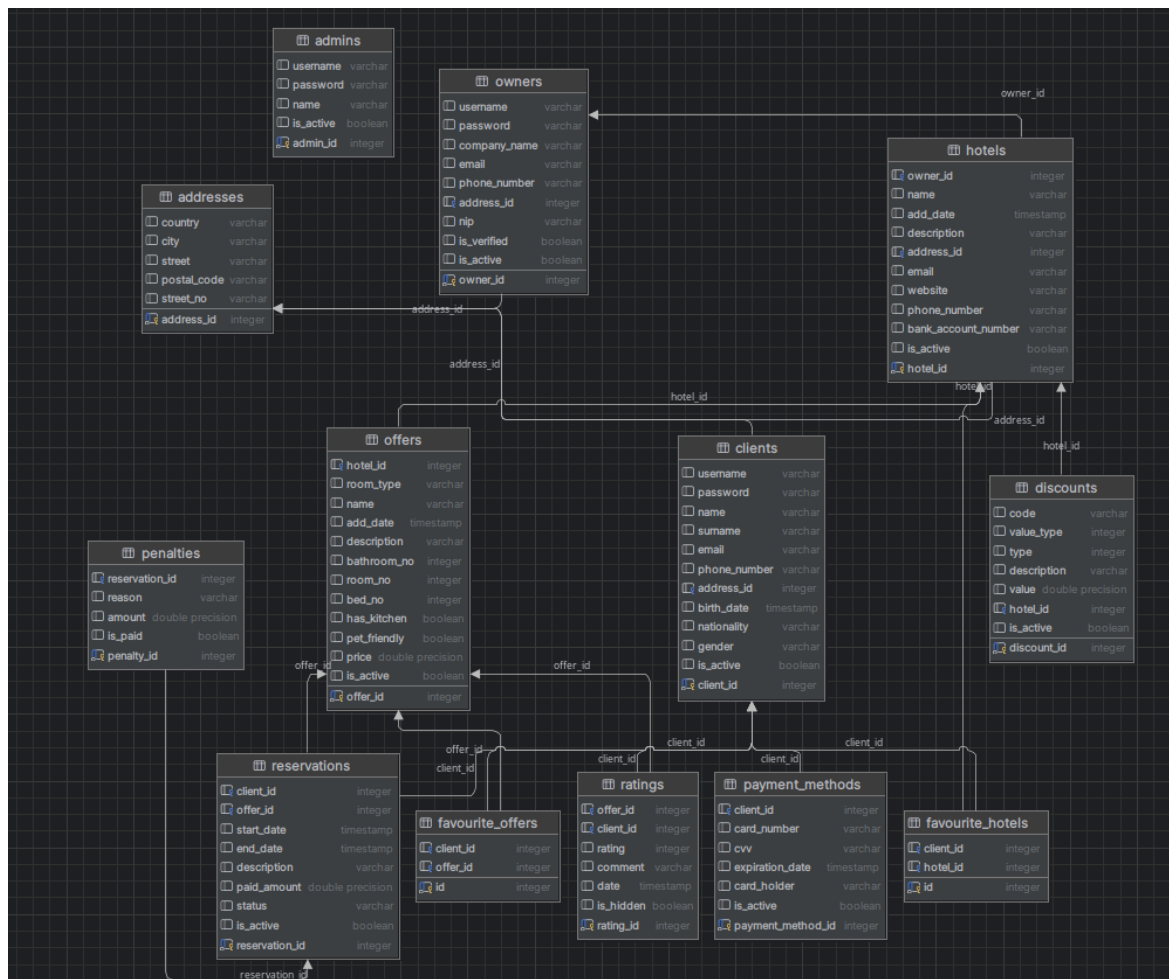 admins
username varchar
password varchar
name varchar
is_active boolean
admin_id integer
owners
username varchar
password varchar
company_name varchar
email varchar
phone_number varchar
address_id integer
nip varchar
is_verified boolean
is_active boolean
owner_id integer
owner_id
hotels
owner_id integer
name varchar
add_date timestamp
description varchar
address_id integer
email varchar
website varchar
phone_number varchar
bank_account_number varchar
is_active boolean
hotel_id integer
addresses
country varchar
city varchar
street varchar
postal_code varchar
street_no varchar
address_id integer
address_id
address_id
hotel_id
hotel_id
address_id
hotel_id
offers
hotel_id integer
room_type varchar
name varchar
add_date timestamp
description varchar
bathroom_no integer
room_no integer
bed_no integer
has_kitchen boolean
pet_friendly boolean
price double precision
is_active boolean
offer_id integer
clients
username varchar
password varchar
name varchar
surname varchar
email varchar
phone_number varchar
address_id integer
birth_date timestamp
nationality varchar
gender varchar
is_active boolean
client_id integer
discounts
code varchar
value_type integer
type integer
description varchar
value double precision
hotel_id integer
is_active boolean
discount_id integer
penalties
reservation_id integer
reason varchar
amount double precision
is_paid boolean
penalty_id integer
offer_id
offer_id
offer_id
client_id
client_id
client_id
client_id
client_id
reservations
client_id integer
offer_id integer
start_date timestamp
end_date timestamp
description varchar
paid_amount double precision
status varchar
is_active boolean
reservation_id integer
reservation_id
favourite_offers
client_id integer
offer_id integer
id integer
ratings
offer_id integer
client_id integer
rating integer
comment varchar
date timestamp
is_hidden boolean
rating_id integer
payment_methods
client_id integer
card_number varchar
cvv varchar
expiration_date timestamp
card_holder varchar
is_active boolean
payment_method_id integer
favourite_hotels
client_id integer
hotel_id integer
id integer